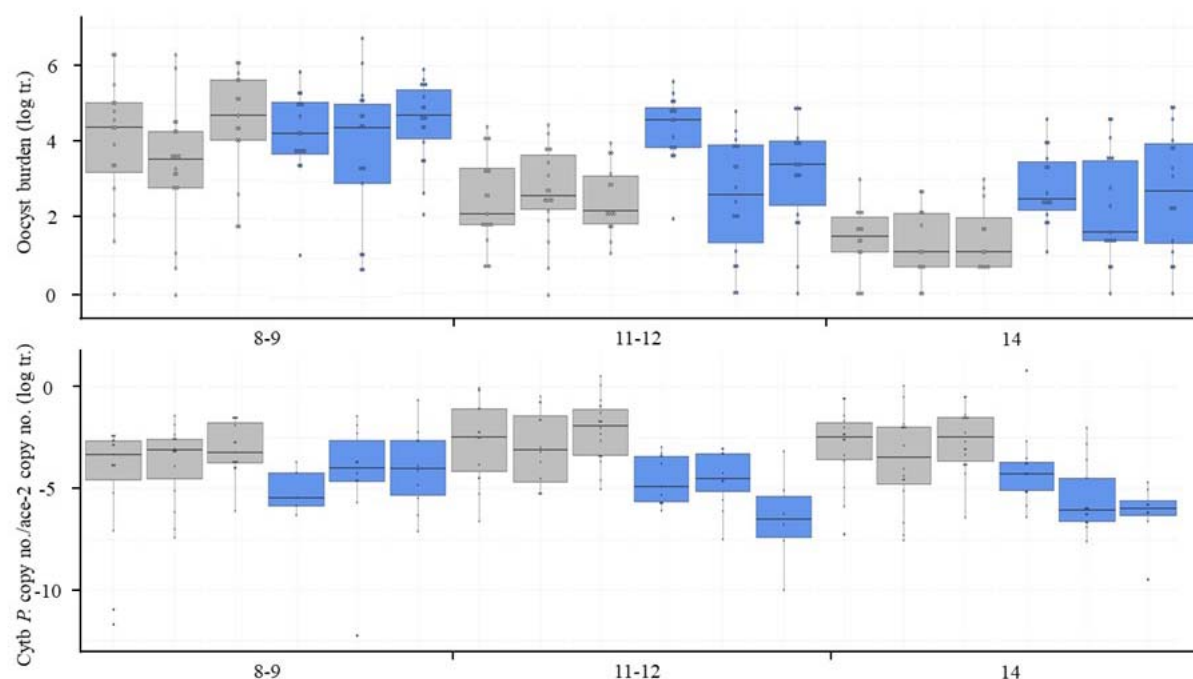 Oocyst burden (log tr.)
6
4
2
0
8-9 11-12 14
Cytb P. copy no./ace-2 copy no. (log tr.)
0
-5
-10
8-9 11-12 14